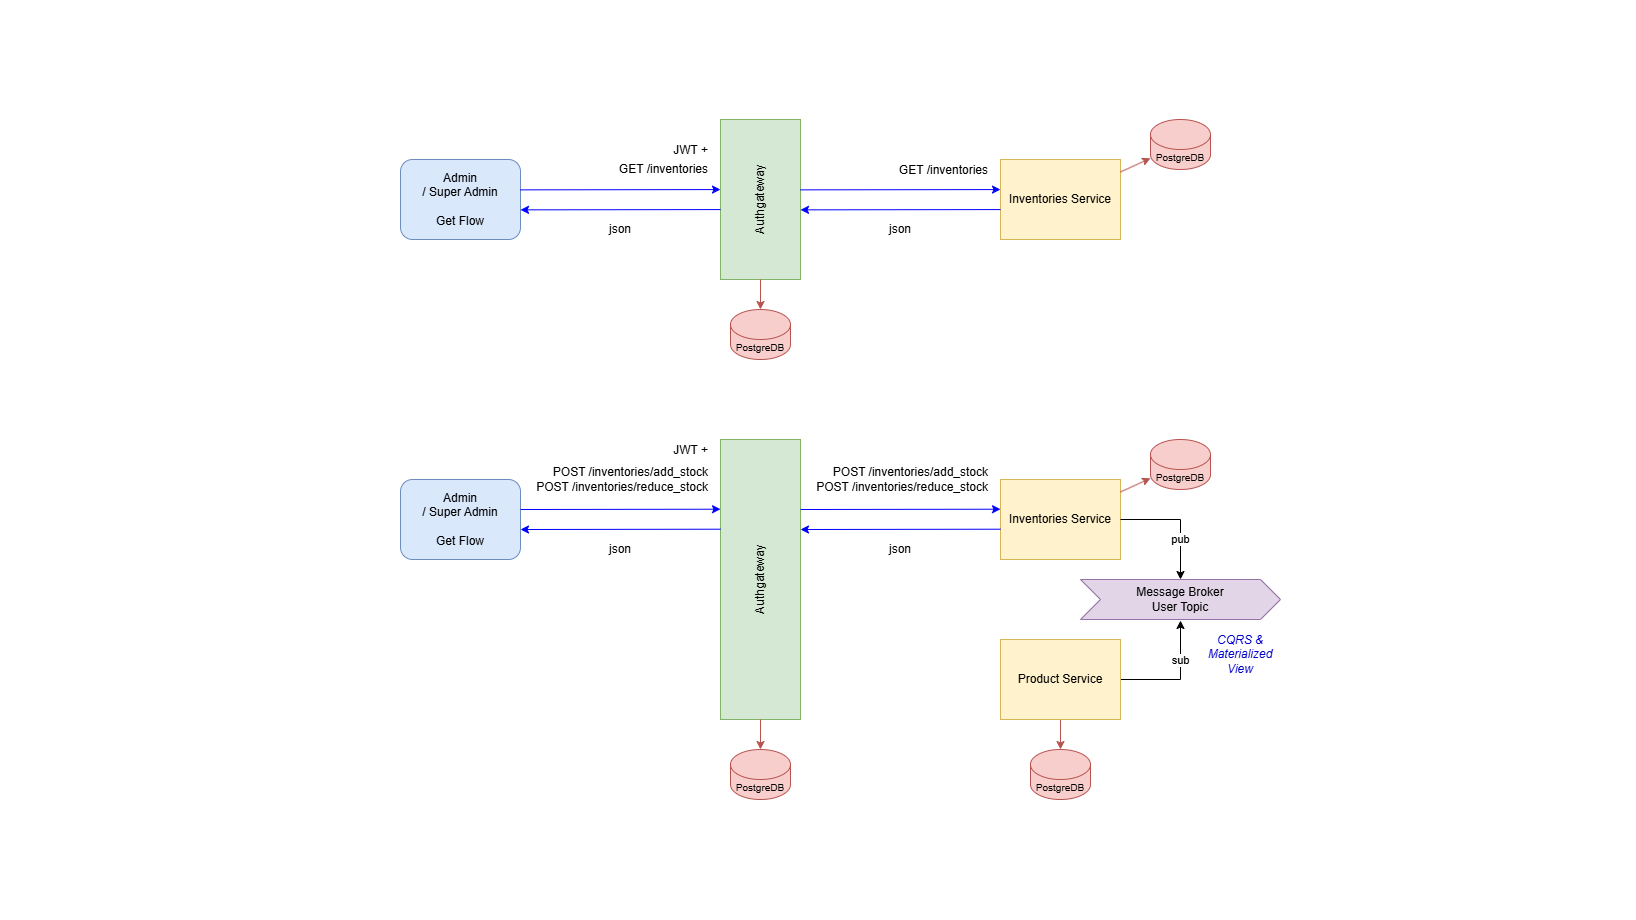 JWT +
GET /inventories
Admin
/ Super Admin
Get Flow
json
Authgateway
GET /inventories
json
Inventories Service
PostgreDB
PostgreDB
JWT +
POST /inventories/add_stock
POST /inventories/reduce_stock
Admin
/ Super Admin
Get Flow
json
Authgateway
POST /inventories/add_stock
POST /inventories/reduce_stock
json
Inventories Service
PostgreDB
pub
Message Broker
User Topic
sub
CQRS &
Materialized
View
Product Service
PostgreDB
PostgreDB